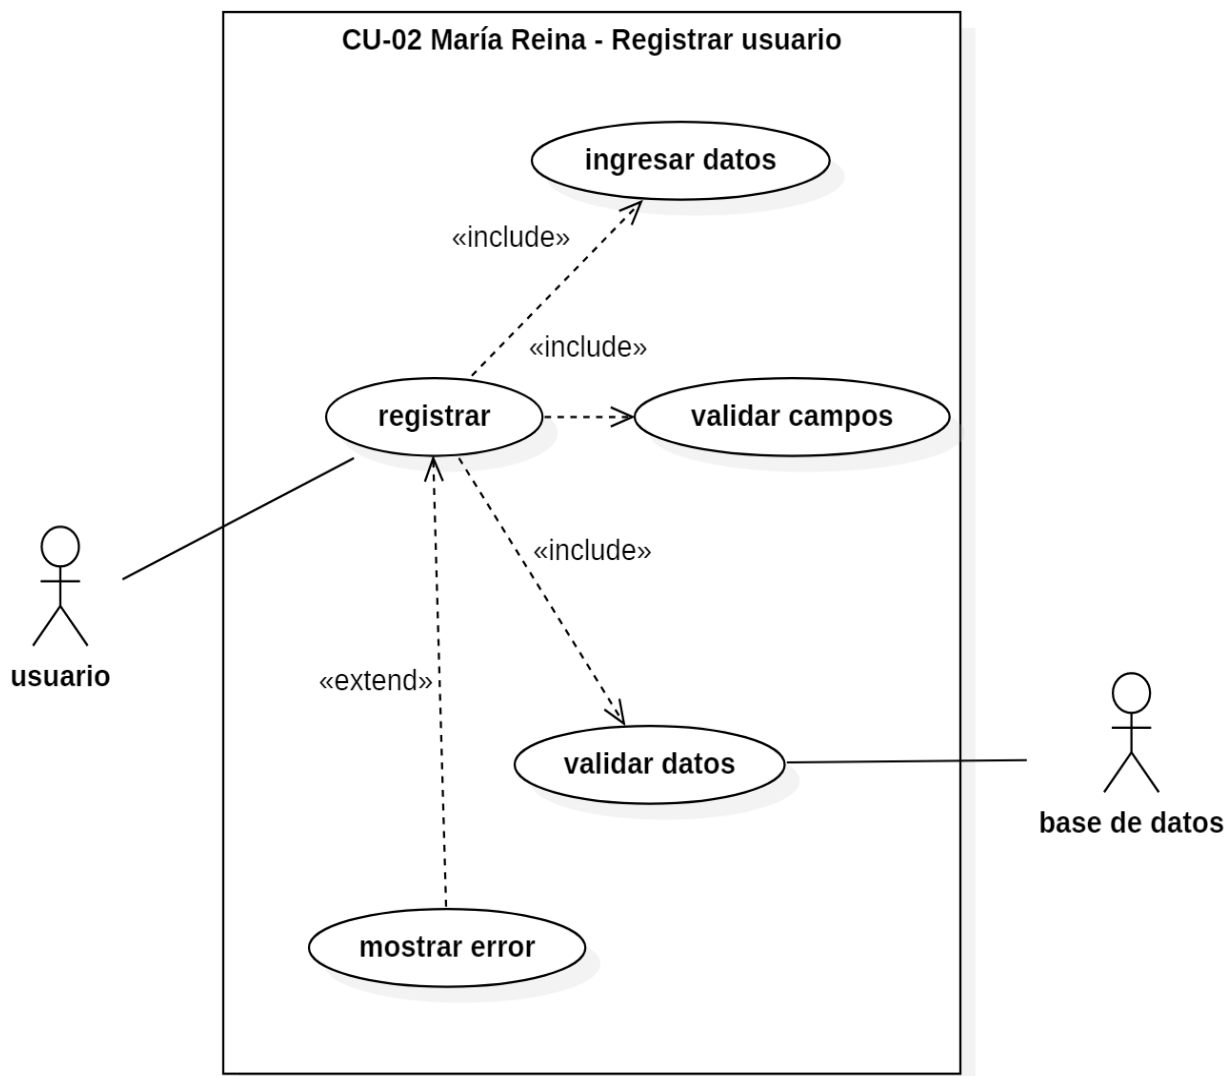 CU-02 María Reina - Registrar usuario
ingresar datos
«include»
«include»
registrar
validar campos
«include»
usuario
«extend»
validar datos
base de datos
mostrar error